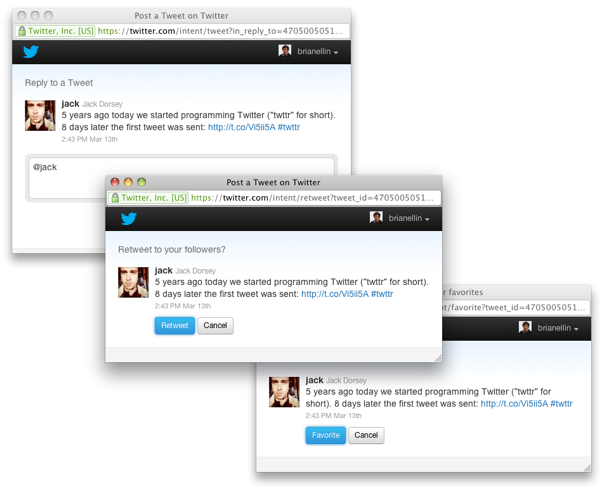 Post a Tweet on Twitter
Twitter, Inc. [US] https://twitter.com/intent/tweet?in_reply_to=4705005051...
brianellin
Reply to a Tweet
jack Jack Dorsey
5 years ago today we started programming Twitter ("twttr" for short).
8 days later the first tweet was sent: http://t.co/Vi5ii5A #twttr
2:43 PM Mar 13th
@jack
Post a Tweet on Twitter
Twitter, Inc. [US] https://twitter.com/intent/retweet?tweet_id=4705005051...
brianellin
Retweet to your followers?
jack Jack Dorsey
5 years ago today we started programming Twitter ("twttr" for short).
8 days later the first tweet was sent: http://t.co/Vi5ii5A #twttr
2:43 PM Mar 13th
Retweet Cancel
favorites
/favorite?tweet_id=4705005051...
brianellin
jack Jack Dorsey
5 years ago today we started programming Twitter ("twttr" for
short). 8 days later the first tweet was sent: http://t.co/Vi5ii5A #twttr
2:43 PM Mar 13th
Favorite Cancel